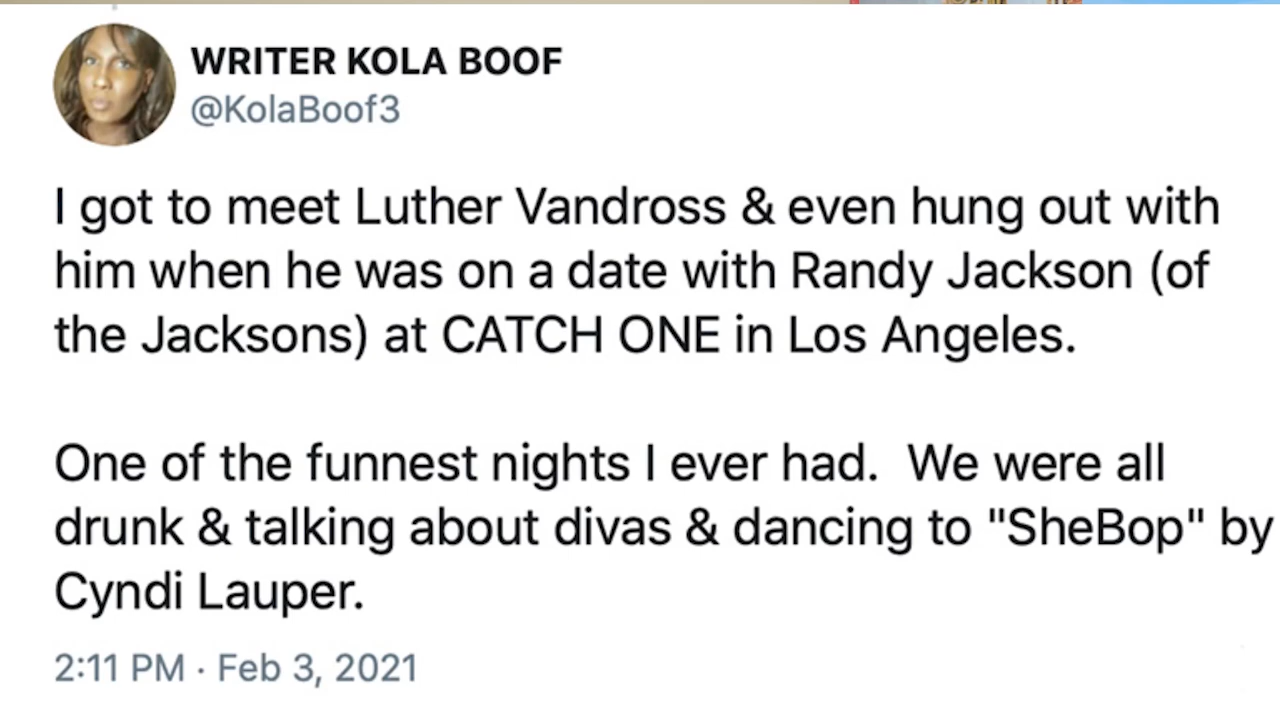 WRITER KOLA BOOF
@KolaBoof3
I got to meet Luther Vandross & even hung out with
him when he was on a date with Randy Jackson (of
the Jacksons) at CATCH ONE in Los Angeles.
One of the funnest nights I ever had.  We were all
drunk & talking about divas & dancing to "SheBop" by
Cyndi Lauper.
2:11 PM · Feb 3, 2021